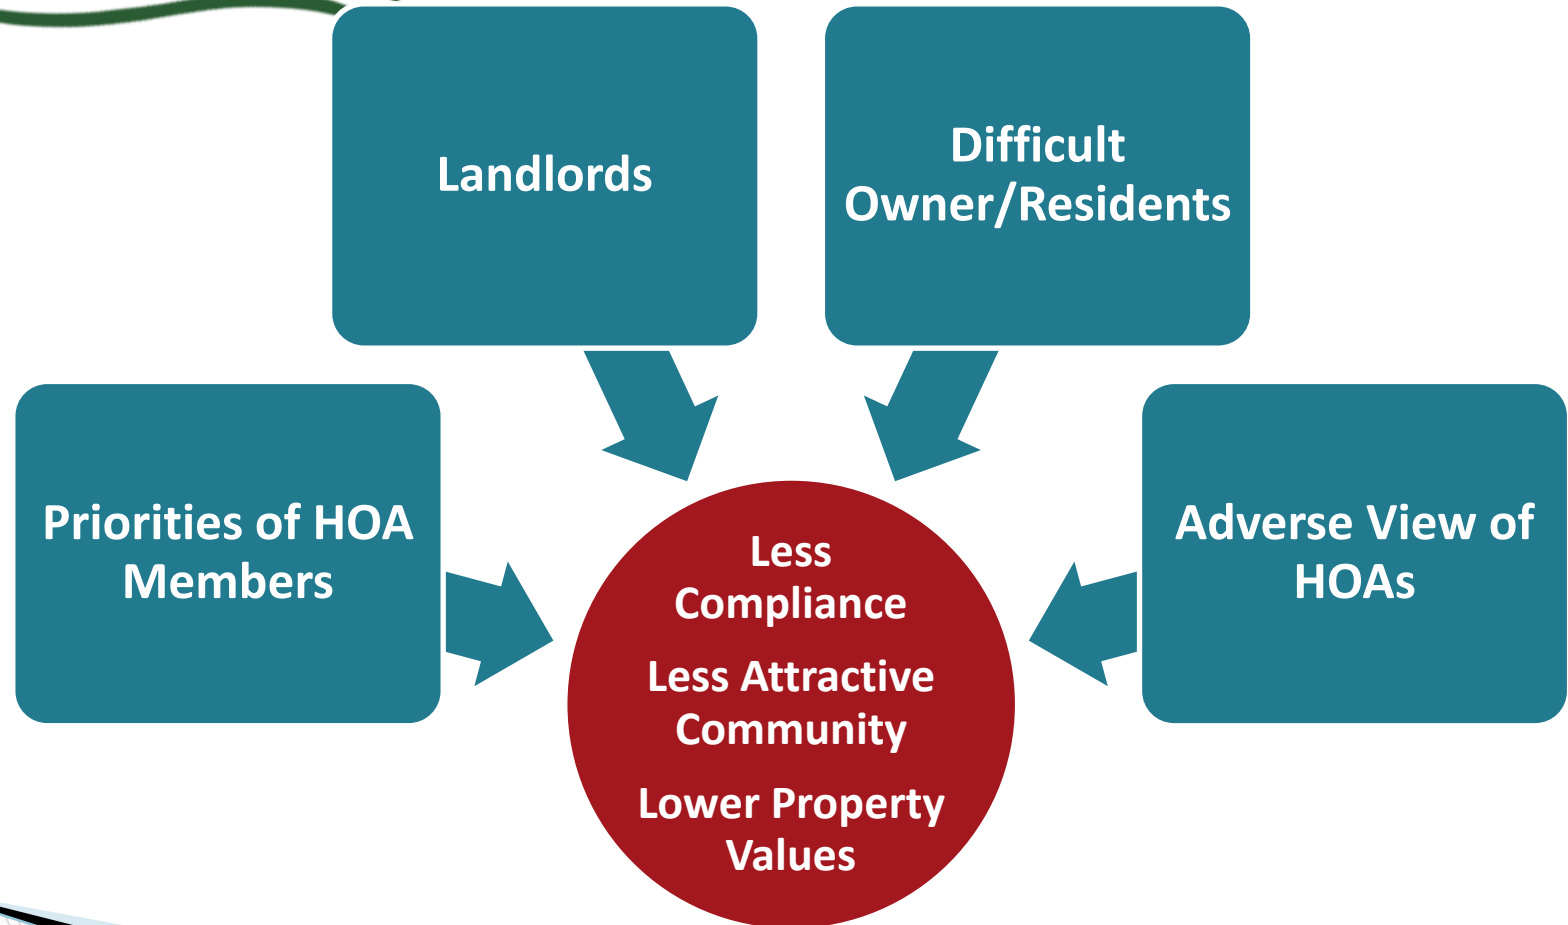 Landlords
Difficult
Owner/Residents
Priorities of HOA
Members
Adverse View of
HOAs
Less
Compliance
Less Attractive
Community
Lower Property
Values